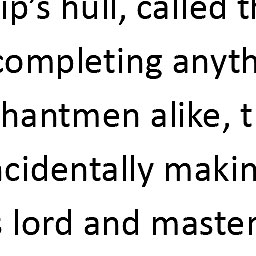 ip’s hull, called th
completing anyth
hantmen alike, t
ncidentally makin
s lord and master